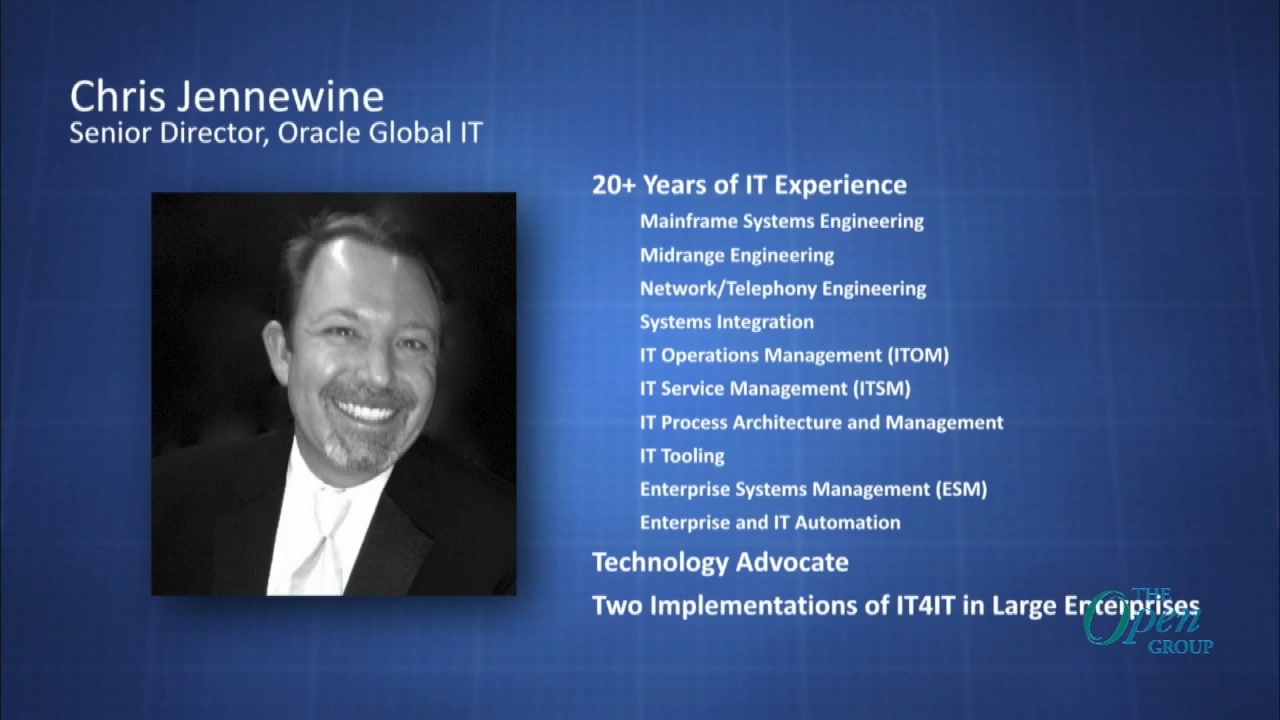 Chris Jennewine
Senior Director, Oracle Global IT
20+ Years of IT Experience
Mainframe Systems Engineering
Midrange Engineering
Network/Telephony Engineering
Systems Integration
IT Operations Management (ITOM)
IT Service Management (ITSM)
IT Process Architecture and Management
IT Tooling
Enterprise Systems Management (ESM)
Enterprise and IT Automation
Technology Advocate
Two Implementations of IT4IT in Large Enterprises
THE
Open
GROUP